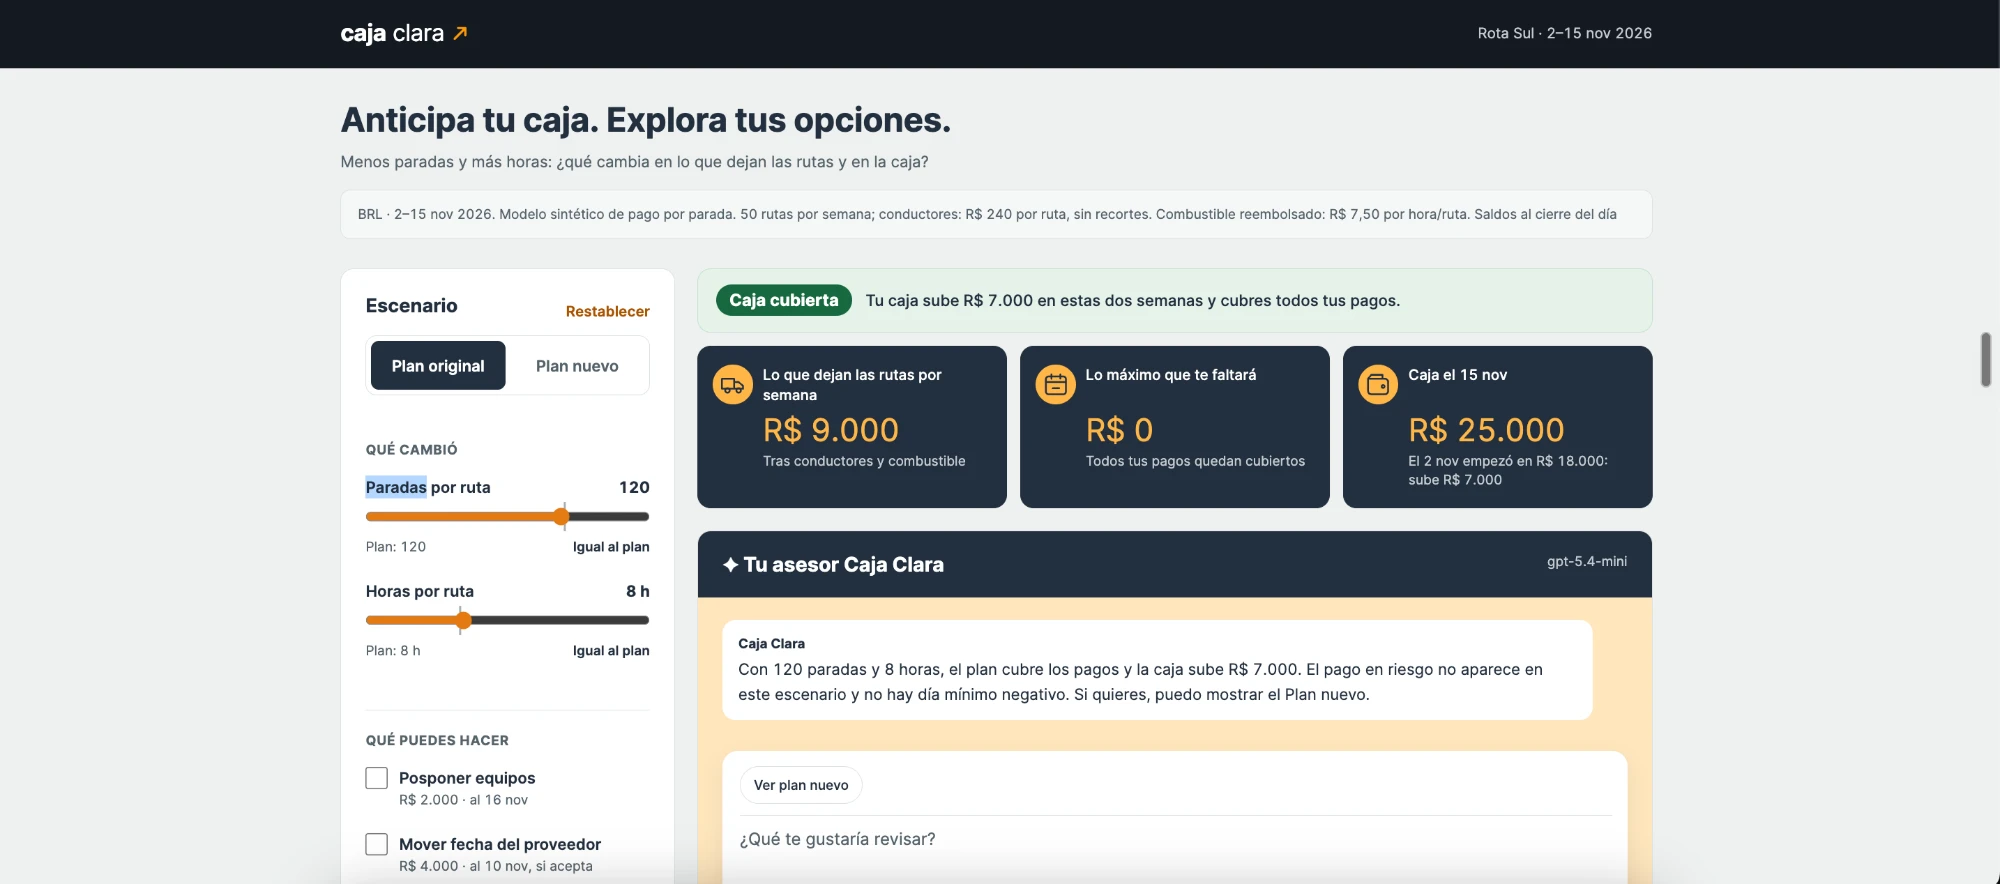 caja clara
Rota Sul · 2–15 nov 2026
Anticipa tu caja. Explora tus opciones.
Menos paradas y más horas: ¿qué cambia en lo que dejan las rutas y en la caja?
BRL · 2–15 nov 2026. Modelo sintético de pago por parada. 50 rutas por semana; conductores: R$ 240 por ruta, sin recortes. Combustible reembolsado: R$ 7,50 por hora/ruta. Saldos al cierre del día
Escenario
Restablecer
Plan original
Plan nuevo
QUÉ CAMBIÓ
Paradas por ruta
120
Plan: 120
Igual al plan
Horas por ruta
8 h
Plan: 8 h
Igual al plan
QUÉ PUEDES HACER
Posponer equipos
R$ 2.000 · al 16 nov
Mover fecha del proveedor
R$ 4.000 · al 10 nov, si acepta
Caja cubierta
Tu caja sube R$ 7.000 en estas dos semanas y cubres todos tus pagos.
Lo que dejan las rutas por
semana
R$ 9.000
Tras conductores y combustible
Lo máximo que te faltará
R$ 0
Todos tus pagos quedan cubiertos
Caja el 15 nov
R$ 25.000
El 2 nov empezó en R$ 18.000:
sube R$ 7.000
Tu asesor Caja Clara
gpt-5.4-mini
Caja Clara
Con 120 paradas y 8 horas, el plan cubre los pagos y la caja sube R$ 7.000. El pago en riesgo no aparece en
este escenario y no hay día mínimo negativo. Si quieres, puedo mostrar el Plan nuevo.
Ver plan nuevo
¿Qué te gustaría revisar?